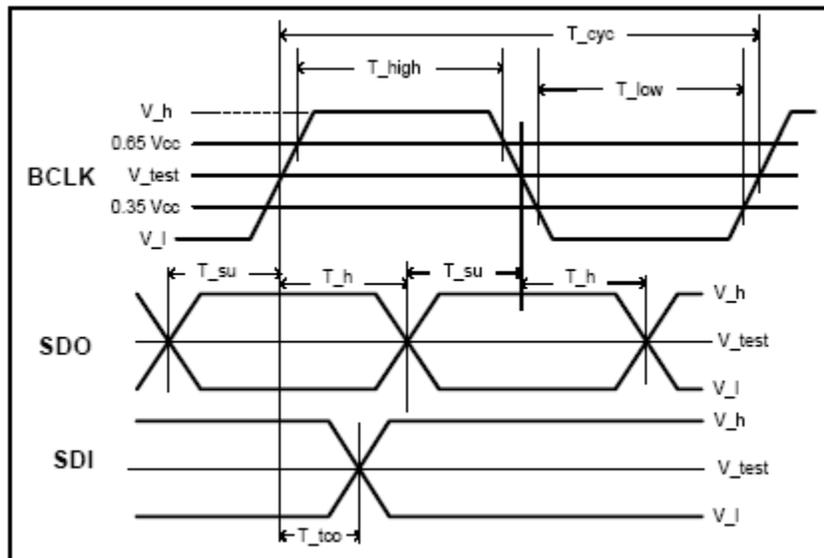 T_cyc
T_high
T_low
V_h
0.65 Vcc
BCLK
V_test
0.35 Vcc
V_l
T_su
T_h
T_su
T_h
V_h
SDO
V_test
V_l
V_h
SDI
V_test
V_l
T_tco